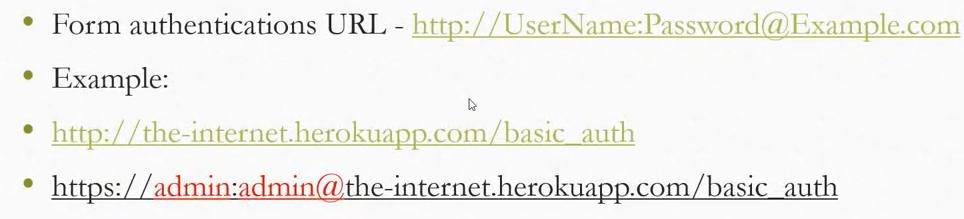 • Form authentications URL - http://UserName:Password@Example.com
• Example:
• http://the-internet.herokuapp.com/basic_auth
• https://admin:admin@the-internet.herokuapp.com/basic_auth